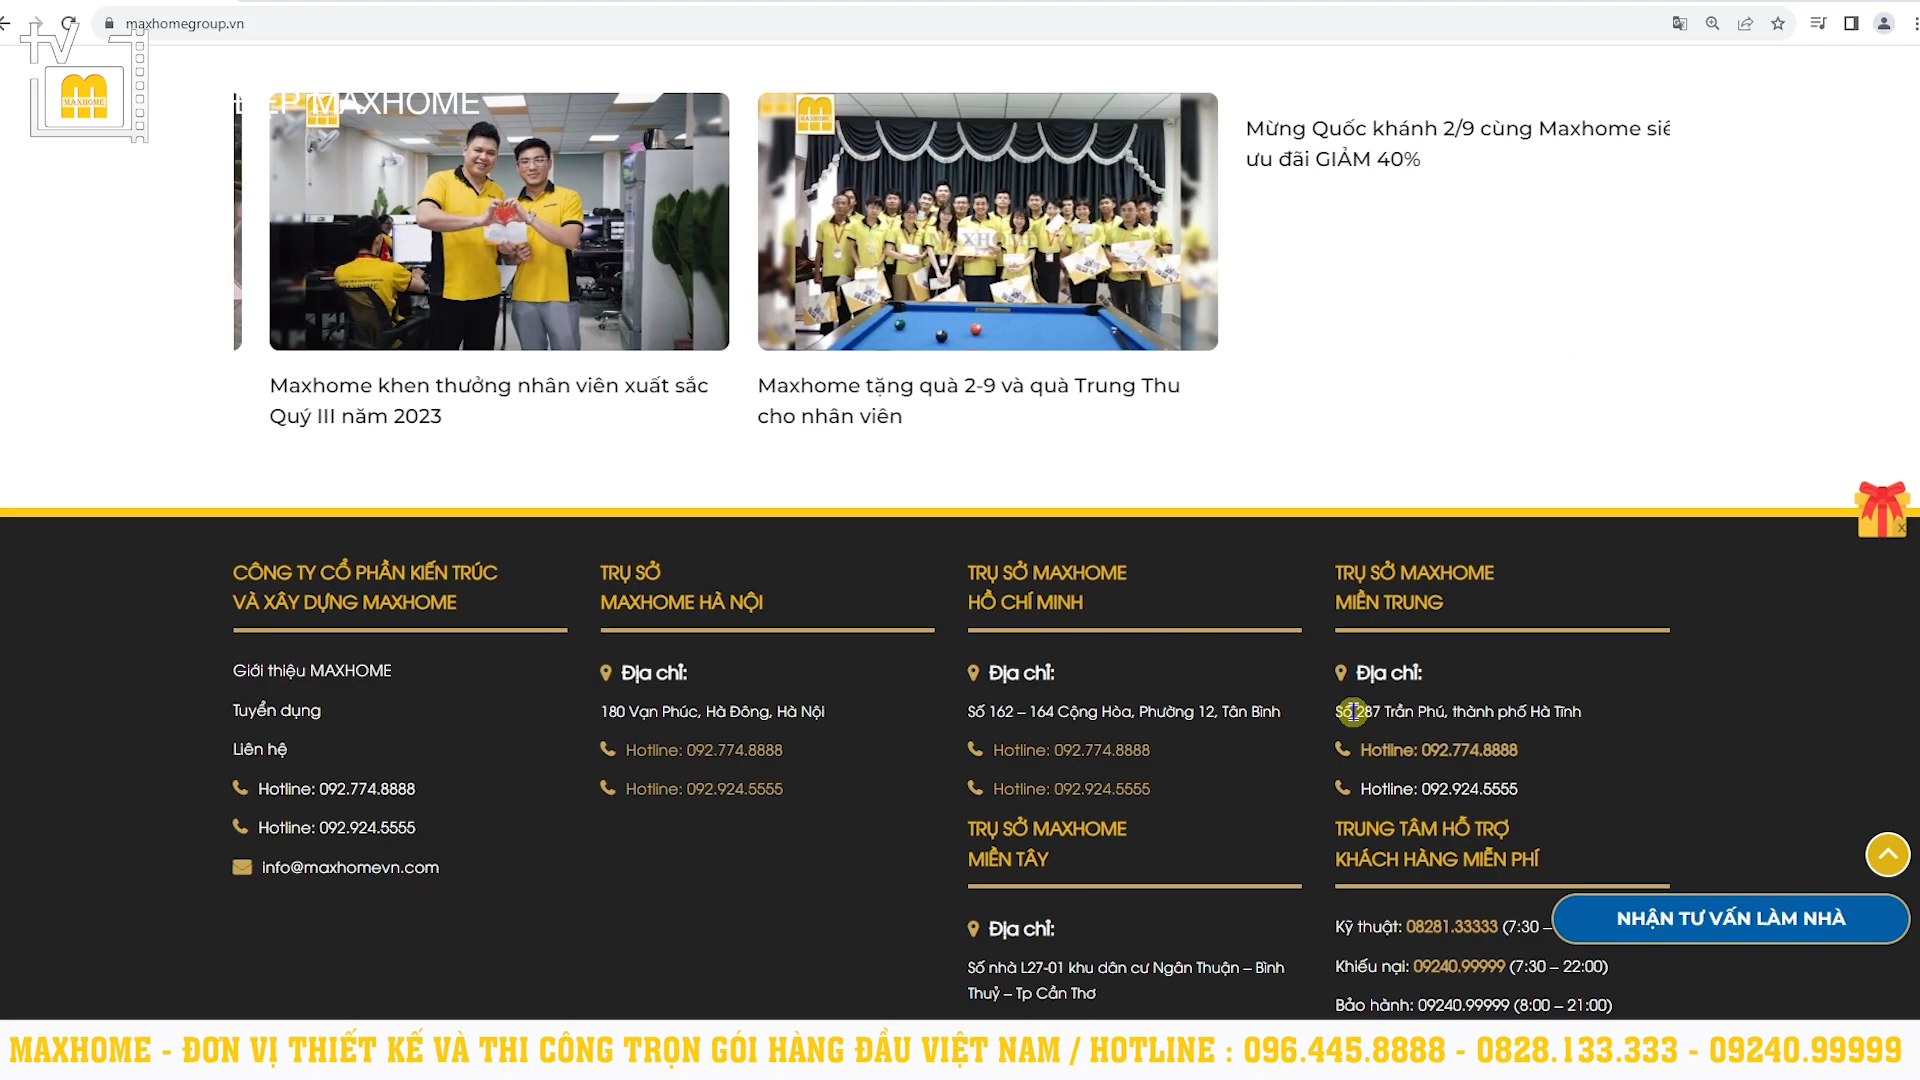 maxhomegroup.vn
tv
MAXHOME
ĐẸP MAXHOME
Mừng Quốc khánh 2/9 cùng Maxhome siê
ưu đãi GIẢM 40%
MAXHOME
Maxhome khen thưởng nhân viên xuất sắc
Quý III năm 2023
Maxhome tặng quà 2-9 và quà Trung Thu
cho nhân viên
CÔNG TY CỔ PHẦN KIẾN TRÚC
VÀ XÂY DỰNG MAXHOME
Giới thiệu MAXHOME
Tuyển dụng
Liên hệ
Hotline: 092.774.8888
Hotline: 092.924.5555
info@maxhomevn.com
TRỤ SỞ
MAXHOME HÀ NỘI
Địa chỉ:
180 Vạn Phúc, Hà Đông, Hà Nội
Hotline: 092.774.8888
Hotline: 092.924.5555
TRỤ SỞ MAXHOME
HỒ CHÍ MINH
Địa chỉ:
Số 162 – 164 Cộng Hòa, Phường 12, Tân Bình
Hotline: 092.774.8888
Hotline: 092.924.5555
TRỤ SỞ MAXHOME
MIỀN TÂY
Địa chỉ:
Số nhà L27-01 khu dân cư Ngân Thuận – Bình
Thuỷ – Tp Cần Thơ
TRỤ SỞ MAXHOME
MIỀN TRUNG
Địa chỉ:
Số 287 Trần Phú, thành phố Hà Tĩnh
Hotline: 092.774.8888
Hotline: 092.924.5555
TRUNG TÂM HỖ TRỢ
KHÁCH HÀNG MIỄN PHÍ
Kỹ thuật: 08281.33333 (7:30 –
Khiếu nại: 09240.99999 (7:30 – 22:00)
Bảo hành: 09240.99999 (8:00 – 21:00)
NHẬN TƯ VẤN LÀM NHÀ
MAXHOME - ĐƠN VỊ THIẾT KẾ VÀ THI CÔNG TRỌN GÓI HÀNG ĐẦU VIỆT NAM / HOTLINE : 096.445.8888 - 0828.133.333 - 09240.99999